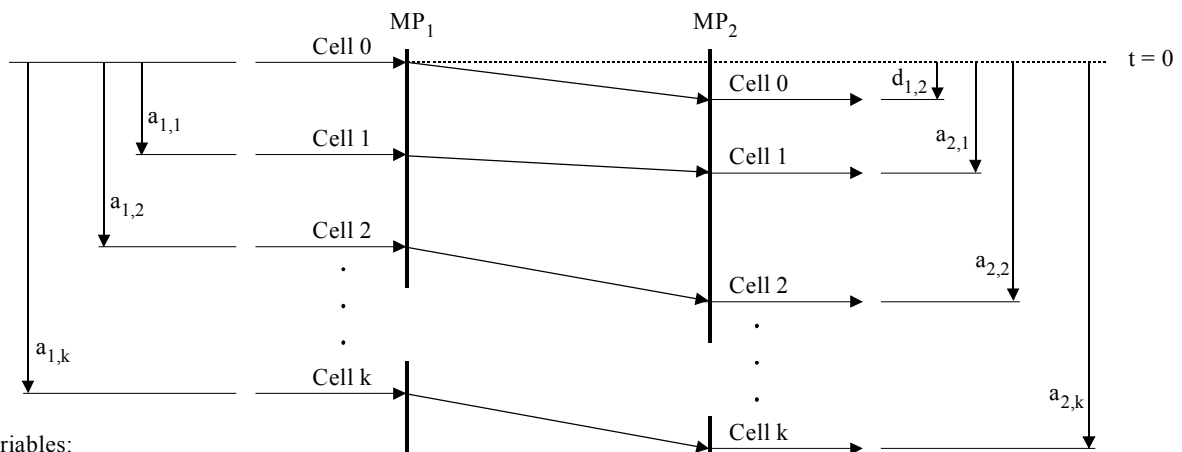 MP1 MP2
Cell 0 t = 0
Cell 0 d1,2
a1,1 Cell 1 Cell 1 a2,1
a1,2 Cell 2 Cell 2 a2,2
.
.
.
.
.
.
a1,k Cell k a2,k
Cell k
riables: